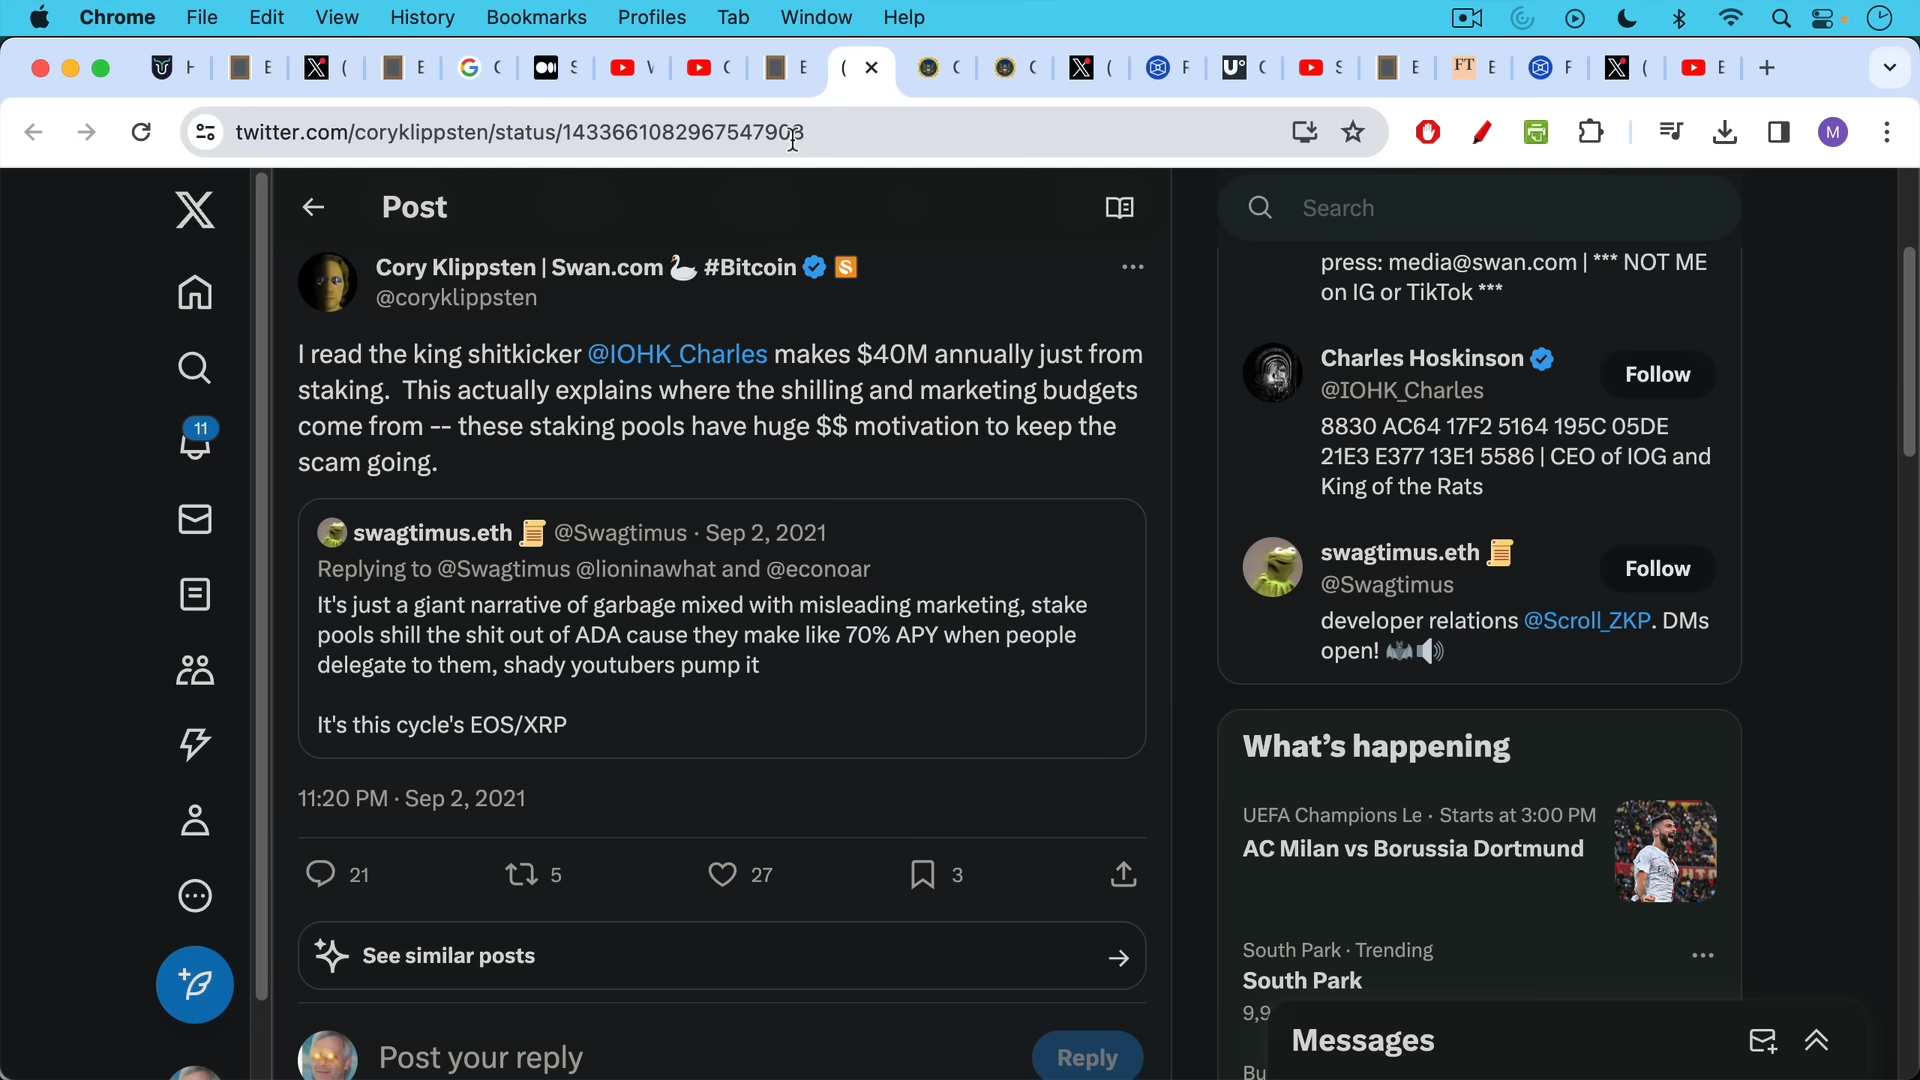 Chrome File Edit View History Bookmarks Profiles Tab Window Help
twitter.com/coryklippsten/status/1433661082967547903
M
X
Post
Search
Cory Klippsten | Swan.com 🦢 #Bitcoin
@coryklippsten
I read the king shitkicker @IOHK_Charles makes $40M annually just from
staking. This actually explains where the shilling and marketing budgets
come from -- these staking pools have huge $$ motivation to keep the
scam going.
swagtimus.eth 📜 @Swagtimus · Sep 2, 2021
Replying to @Swagtimus @lioninawhat and @econoar
It's just a giant narrative of garbage mixed with misleading marketing, stake
pools shill the shit out of ADA cause they make like 70% APY when people
delegate to them, shady youtubers pump it
It's this cycle's EOS/XRP
11:20 PM · Sep 2, 2021
21 5 27 3
See similar posts
Post your reply
Reply
11
press: media@swan.com | *** NOT ME
on IG or TikTok ***
Charles Hoskinson
@IOHK_Charles
Follow
8830 AC64 17F2 5164 195C 05DE
21E3 E377 13E1 5586 | CEO of IOG and
King of the Rats
swagtimus.eth 📜
@Swagtimus
Follow
developer relations @Scroll_ZKP. DMs
open! 🦇🔊
What's happening
UEFA Champions Le · Starts at 3:00 PM
AC Milan vs Borussia Dortmund
South Park · Trending
South Park
9,9
Messages